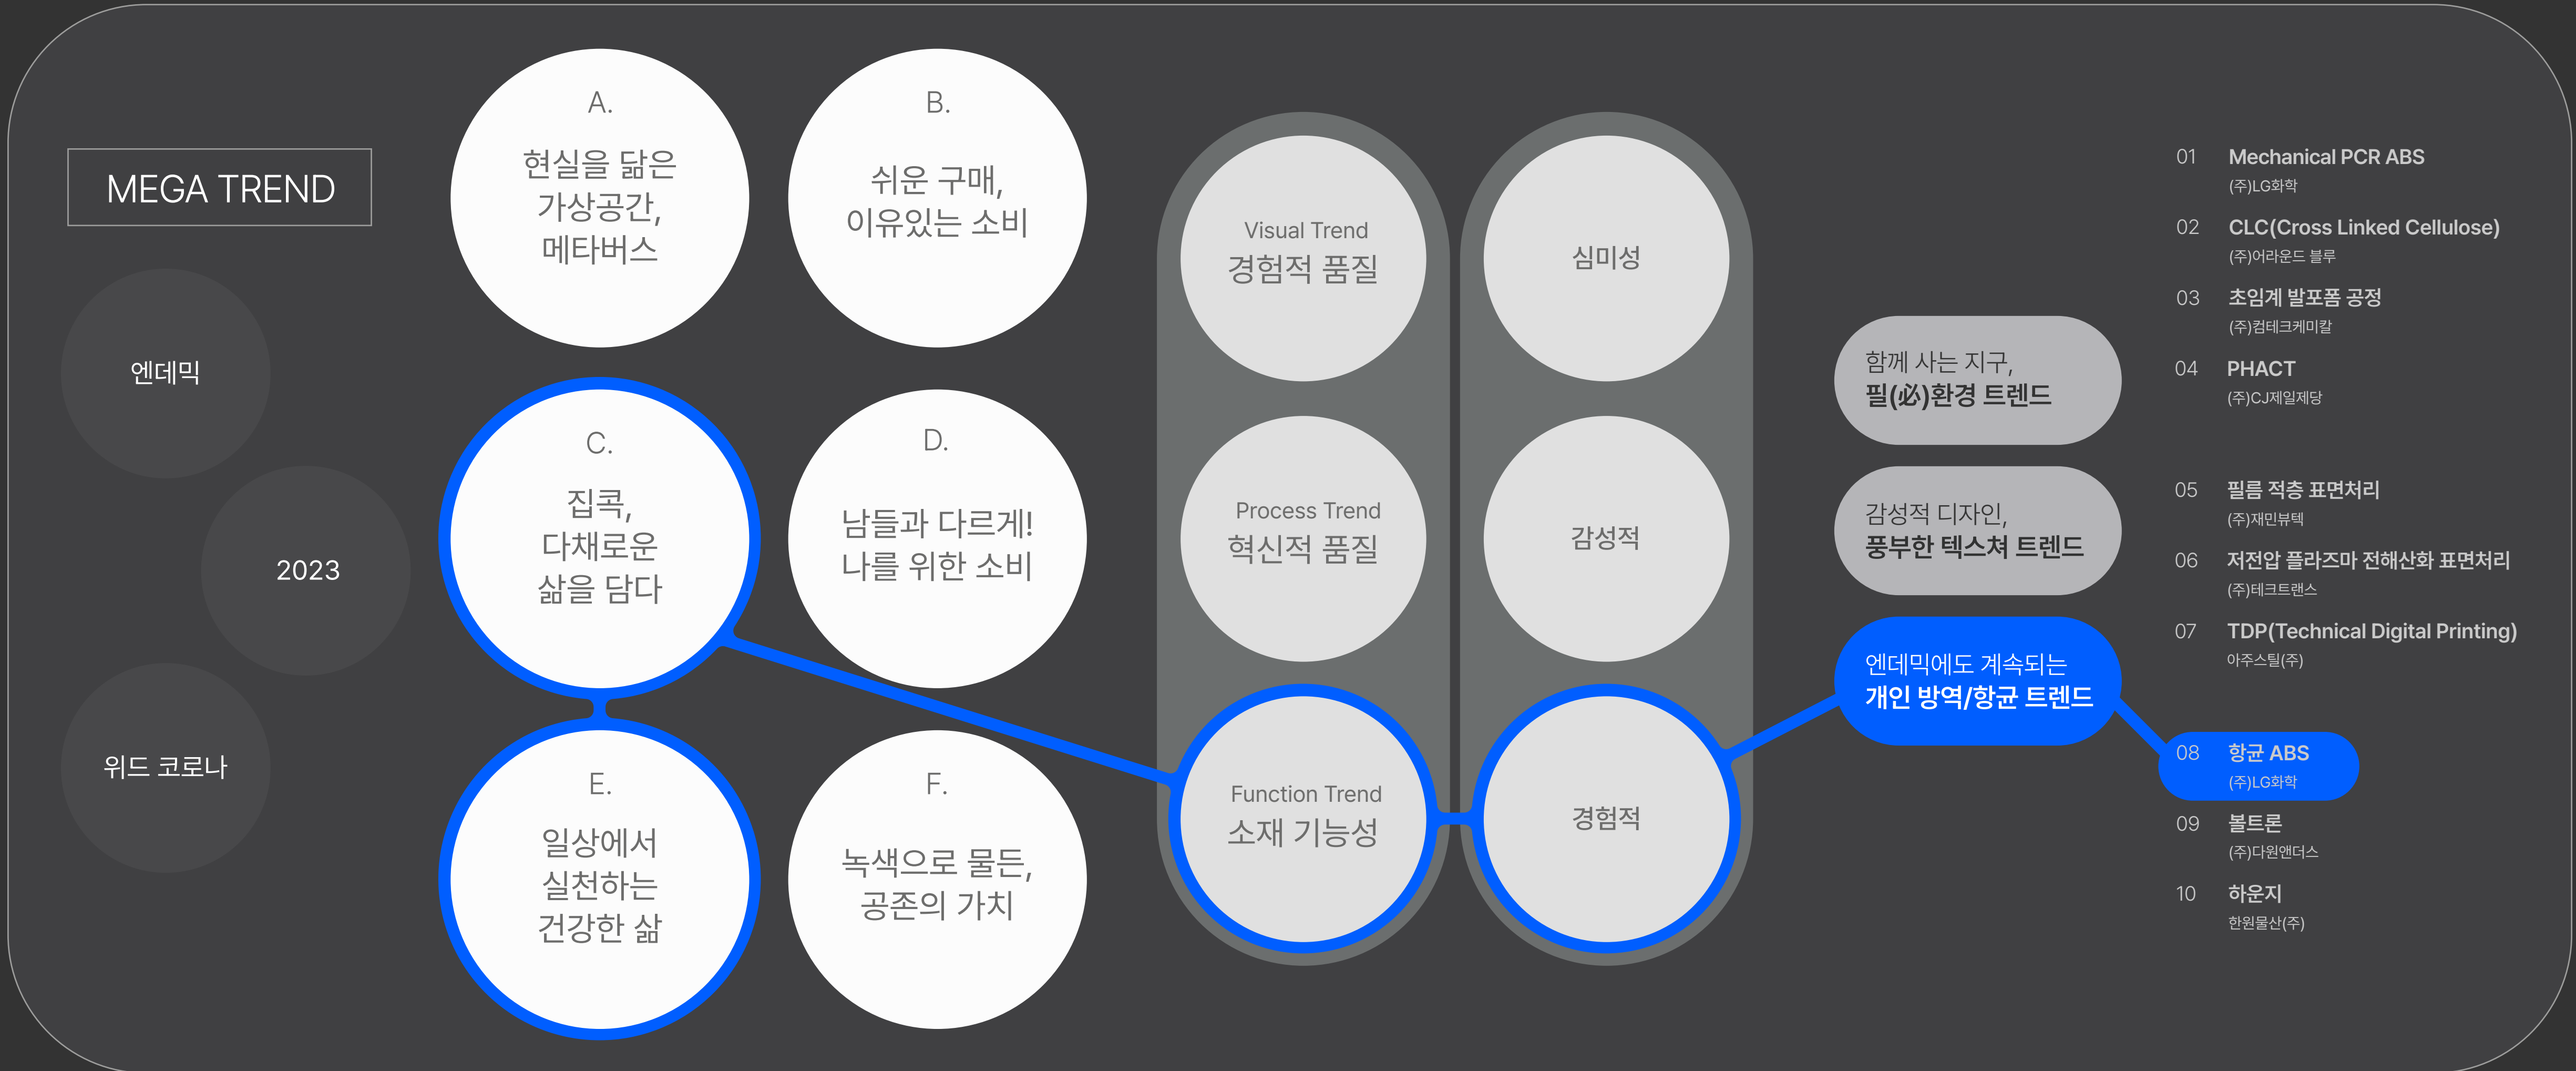 MEGA TREND
엔데믹
2023
위드 코로나
A.
현실을 닮은
가상공간,
메타버스
B.
쉬운 구매,
이유있는 소비
C.
집콕,
다채로운
삶을 담다
D.
남들과 다르게!
나를 위한 소비
E.
일상에서
실천하는
건강한 삶
F.
녹색으로 물든,
공존의 가치
Visual Trend
경험적 품질
Process Trend
혁신적 품질
Function Trend
소재 기능성
심미성
감성적
경험적
함께 사는 지구,
필(必)환경 트렌드
감성적 디자인,
풍부한 텍스쳐 트렌드
엔데믹에도 계속되는
개인 방역/항균 트렌드
01 Mechanical PCR ABS
(주)LG화학
02 CLC(Cross Linked Cellulose)
(주)어라운드 블루
03 초임계 발포폼 공정
(주)컴테크케미칼
04 PHACT
(주)CJ제일제당
05 필름 적층 표면처리
(주)재민뷰텍
06 저전압 플라즈마 전해산화 표면처리
(주)테크트랜스
07 TDP(Technical Digital Printing)
아주스틸(주)
08 항균 ABS
(주)LG화학
09 볼트론
(주)다원앤더스
10 하운지
한원물산(주)